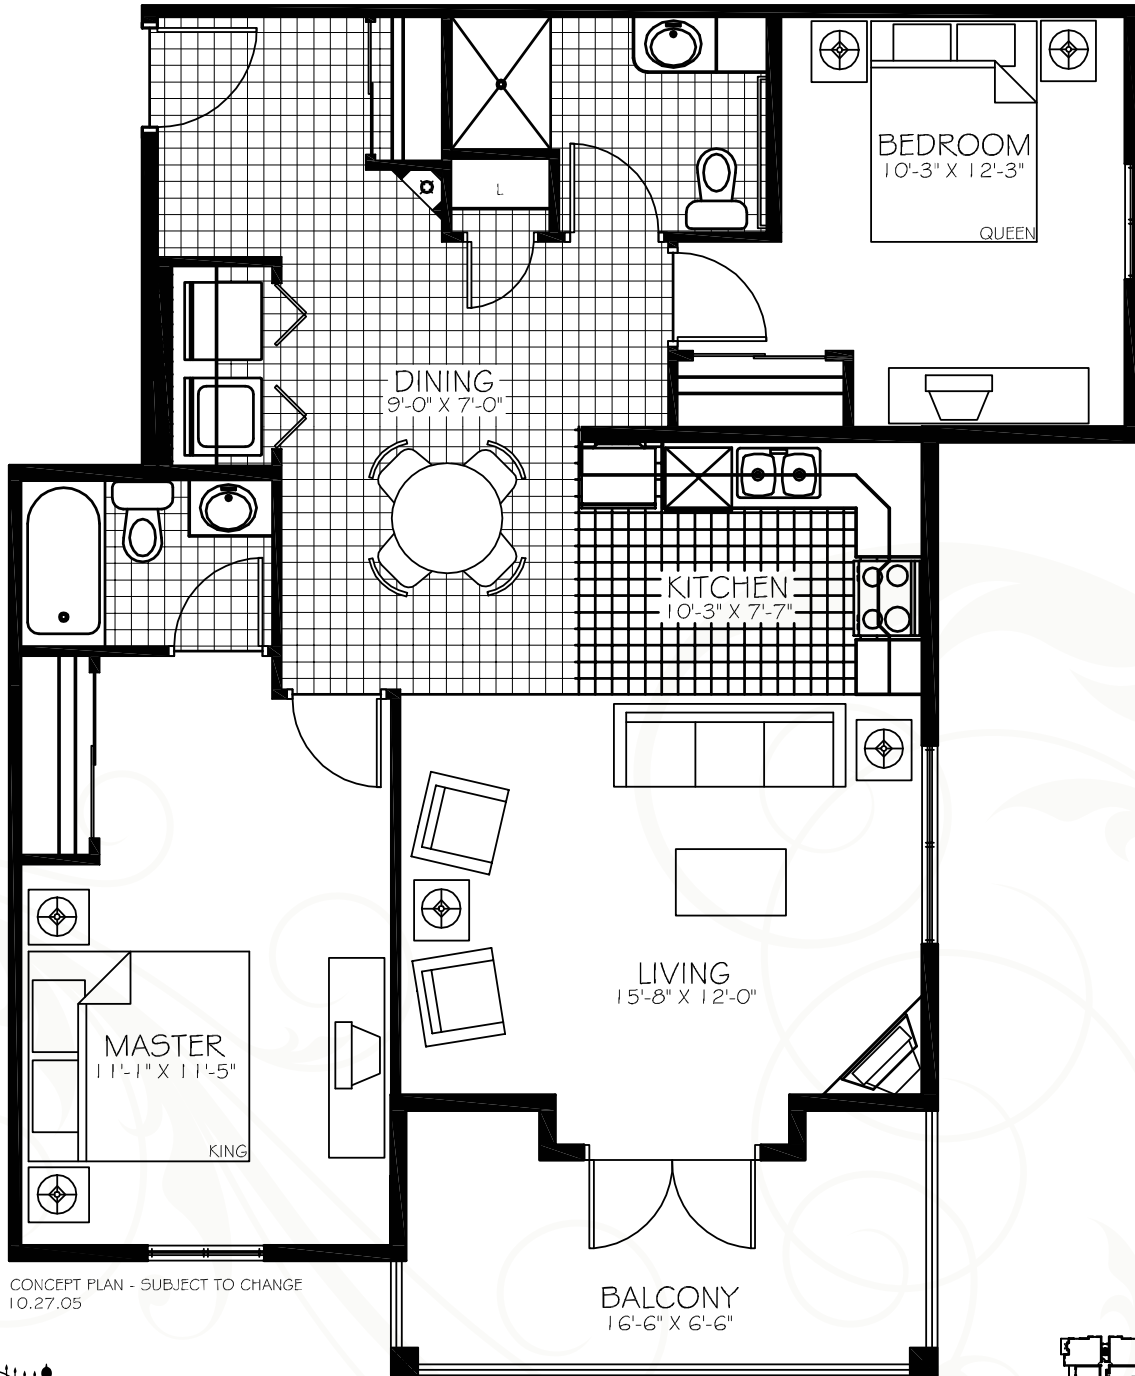 BEDROOM
10'-3" X 12'-3"
QUEEN
L
DINING
9'-0" X 7'-0"
KITCHEN
10'-3" X 7'-7"
LIVING
15'-8" X 12'-0"
MASTER
11'-1" X 11'-5"
KING
CONCEPT PLAN - SUBJECT TO CHANGE
10.27.05
BALCONY
16'-6" X 6'-6"